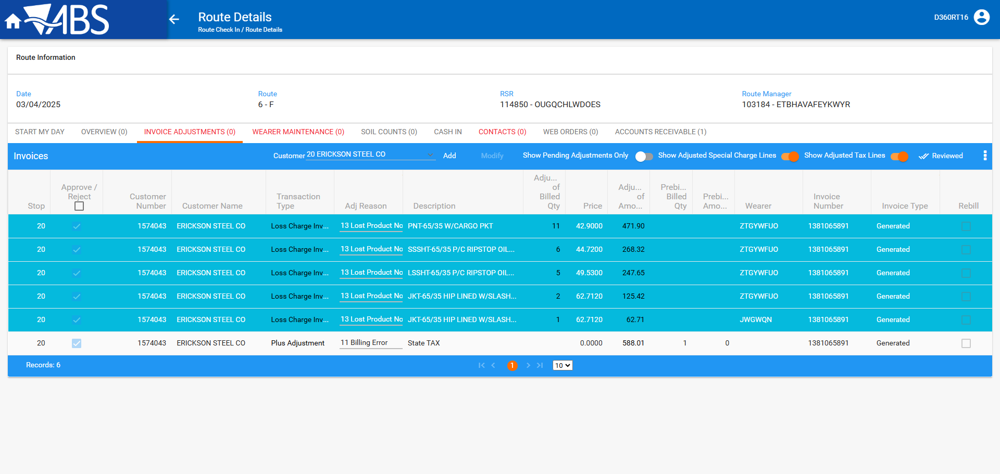 ABS
Route Details
Route Check In / Route Details
D360RT16
Route Information
Date
03/04/2025
Route
6 - F
RSR
114850 - OUGQCHLWDOES
Route Manager
103184 - ETBHAVAFEYKWYR
START MY DAY OVERVIEW (0) INVOICE ADJUSTMENTS (0) WEARER MAINTENANCE (0) SOIL COUNTS (0) CASH IN CONTACTS (0) WEB ORDERS (0) ACCOUNTS RECEIVABLE (1)
Invoices Customer 20 ERICKSON STEEL CO Add Modify Show Pending Adjustments Only Show Adjusted Special Charge Lines Show Adjusted Tax Lines Reviewed
Stop
Approve /
Reject
Customer
Number
Customer Name
Transaction
Type
Adj Reason
Description
Adju...
of
Billed
Qty
Price
Adju...
of
Amo...
Prebi...
Billed
Qty
Prebi...
Amo...
Wearer
Invoice
Number
Invoice Type
Rebill
20 1574043 ERICKSON STEEL CO Loss Charge Inv... 13 Lost Product No PNT-65/35 W/CARGO PKT 11 42.9000 471.90 ZTGYWFUO 1381065891 Generated
20 1574043 ERICKSON STEEL CO Loss Charge Inv... 13 Lost Product No SSSHT-65/35 P/C RIPSTOP OIL... 6 44.7200 268.32 ZTGYWFUO 1381065891 Generated
20 1574043 ERICKSON STEEL CO Loss Charge Inv... 13 Lost Product No LSSHT-65/35 P/C RIPSTOP OIL... 5 49.5300 247.65 ZTGYWFUO 1381065891 Generated
20 1574043 ERICKSON STEEL CO Loss Charge Inv... 13 Lost Product No JKT-65/35 HIP LINED W/SLASH... 2 62.7120 125.42 ZTGYWFUO 1381065891 Generated
20 1574043 ERICKSON STEEL CO Loss Charge Inv... 13 Lost Product No JKT-65/35 HIP LINED W/SLASH... 1 62.7120 62.71 JWGWQN 1381065891 Generated
20 1574043 ERICKSON STEEL CO Plus Adjustment 11 Billing Error State TAX 0.0000 588.01 1 0 1381065891 Generated
Records: 6 1 10